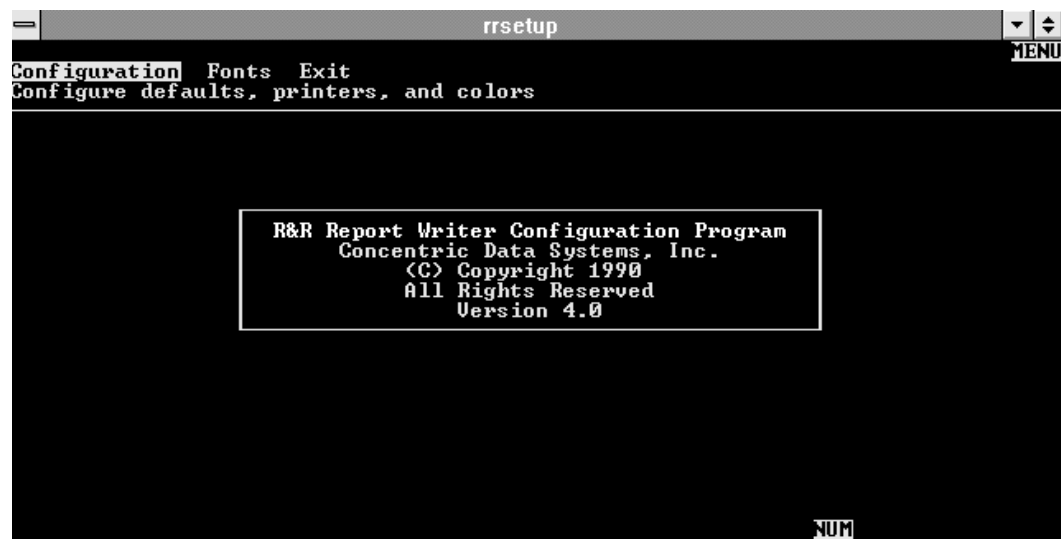 rrsetup
MENU
Configuration Fonts Exit
Configure defaults, printers, and colors
R&R Report Writer Configuration Program
Concentric Data Systems, Inc.
(C) Copyright 1990
All Rights Reserved
Version 4.0
NUM